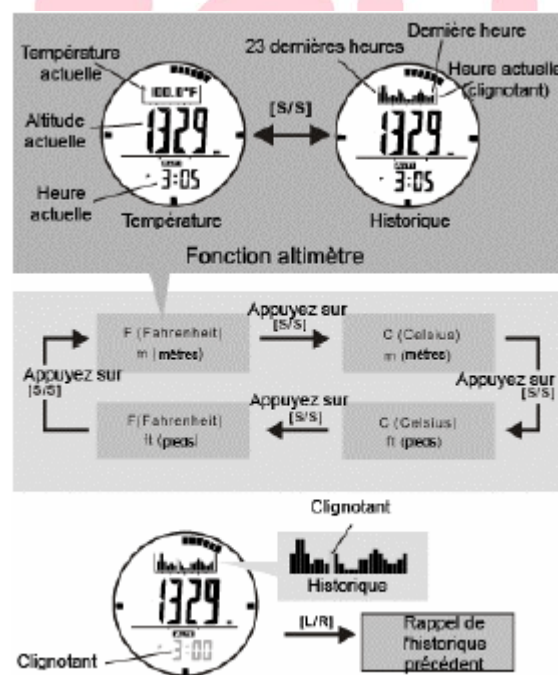 Température
actuelle
Altitude
actuelle
Heure
actuelle
100.0°F
1329
3:05
Température
[S/S]
23 dernières heures
Dernière heure
Heure actuelle
(clignotant)
1329
3:05
Historique
Fonction altimètre
F (Fahrenheit)
m (mètres)
Appuyez sur
[S/S]
C (Celsius)
m (mètres)
Appuyez sur
[S/S]
C (Celsius)
ft (pieds)
Appuyez sur
[S/S]
F (Fahrenheit)
ft (pieds)
Appuyez sur
[S/S]
Clignotant
Historique
1329
3:00
Clignotant
[L/R]
Rappel de
l'historique
précédent